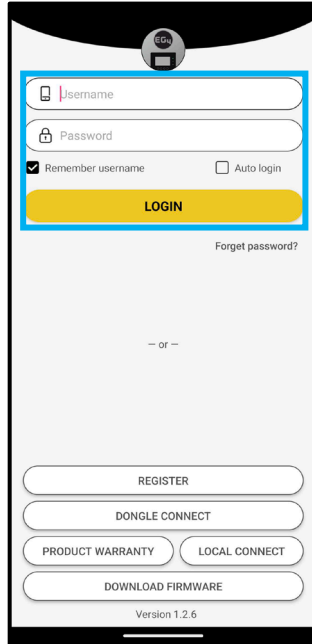 EG4
Username
Password
Remember username Auto login
LOGIN
Forget password?
— or —
REGISTER
DONGLE CONNECT
PRODUCT WARRANTY LOCAL CONNECT
DOWNLOAD FIRMWARE
Version 1.2.6